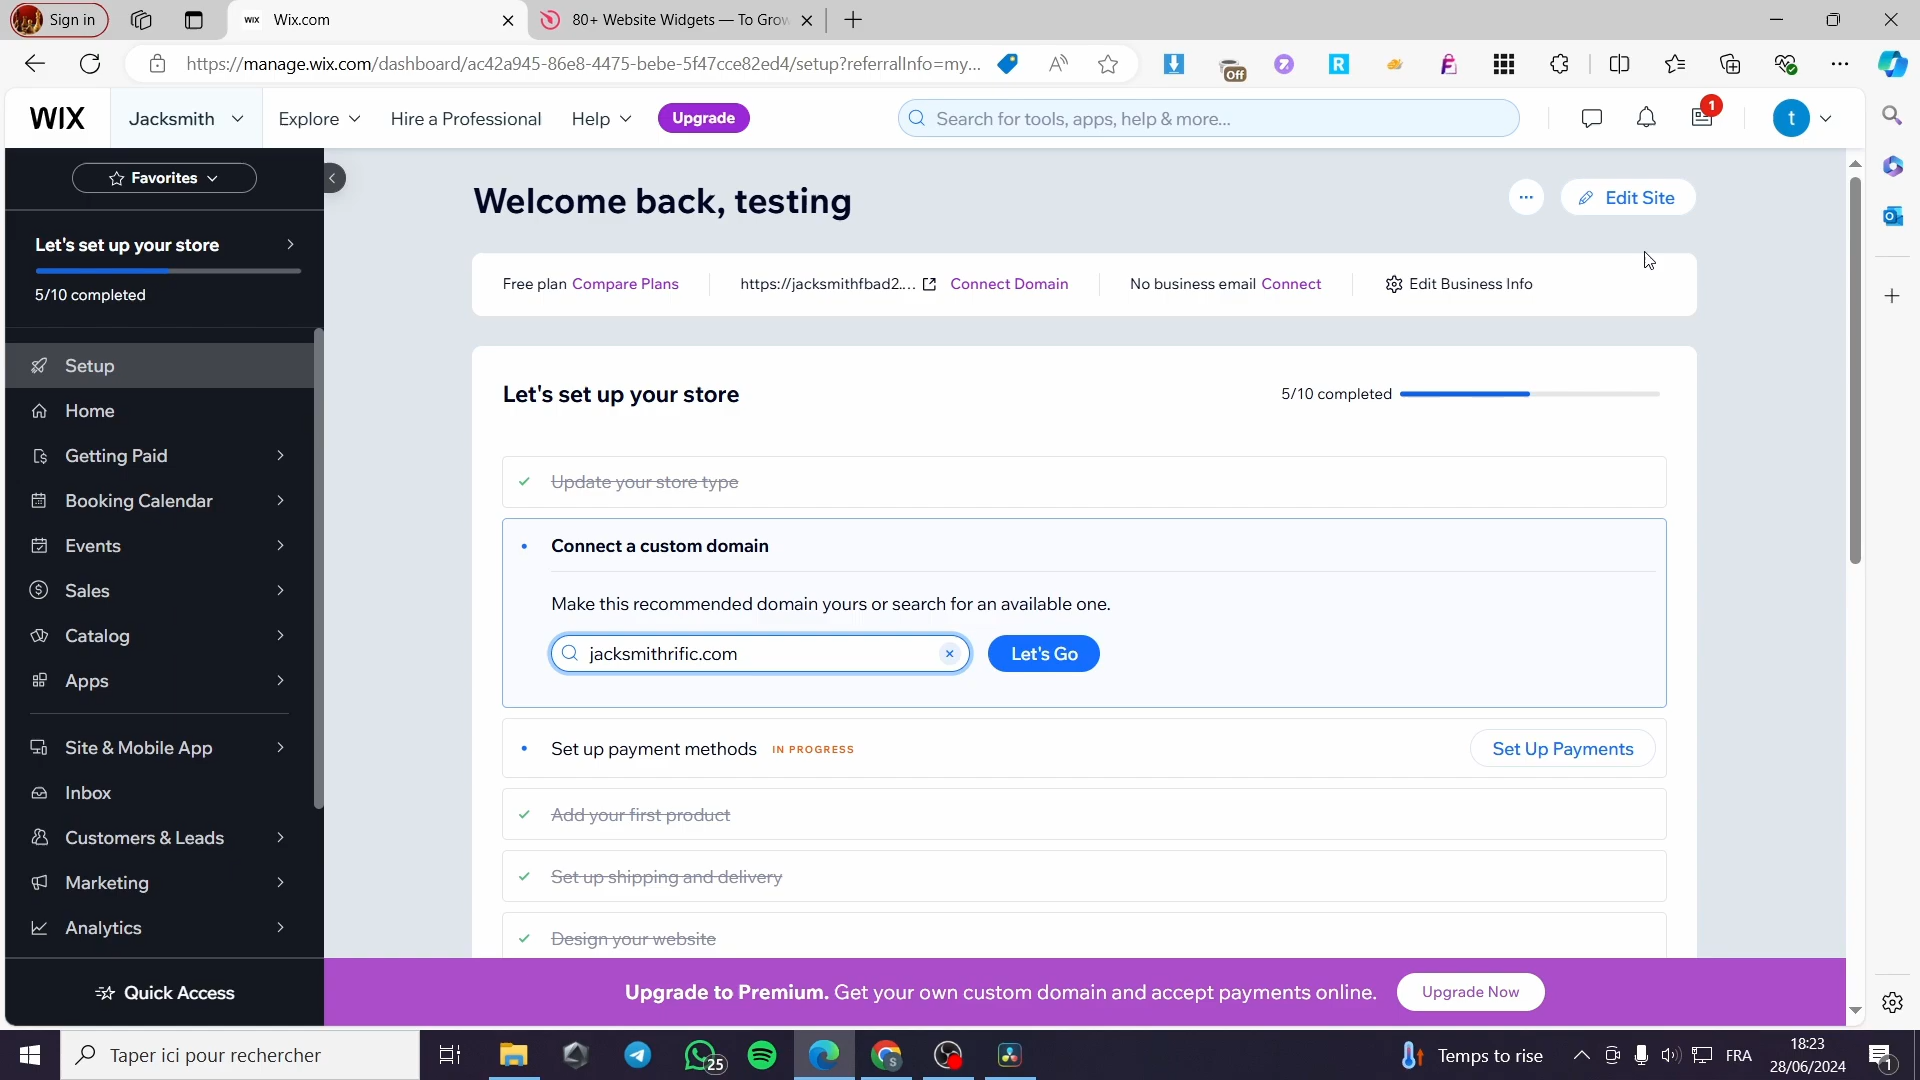 Sign in
WIX Wix.com
80+ Website Widgets — To Grow
https://manage.wix.com/dashboard/ac42a945-86e8-4475-bebe-5f47cce82ed4/setup?referralInfo=my...
Off
WIX
Jacksmith
Explore
Hire a Professional
Help
Upgrade
Search for tools, apps, help & more...
1
t
Favorites
Let's set up your store
5/10 completed
Setup
Home
Getting Paid
Booking Calendar
Events
Sales
Catalog
Apps
Site & Mobile App
Inbox
Customers & Leads
Marketing
Analytics
Quick Access
Welcome back, testing
Edit Site
Free plan Compare Plans
https://jacksmithfbad2... Connect Domain
No business email Connect
Edit Business Info
Let's set up your store
5/10 completed
Update your store type
Connect a custom domain
Make this recommended domain yours or search for an available one.
jacksmithrific.com
Let's Go
Set up payment methods IN PROGRESS
Set Up Payments
Add your first product
Set up shipping and delivery
Design your website
Upgrade to Premium. Get your own custom domain and accept payments online.
Upgrade Now
Taper ici pour rechercher
25
Temps to rise
FRA
18:23
28/06/2024
1